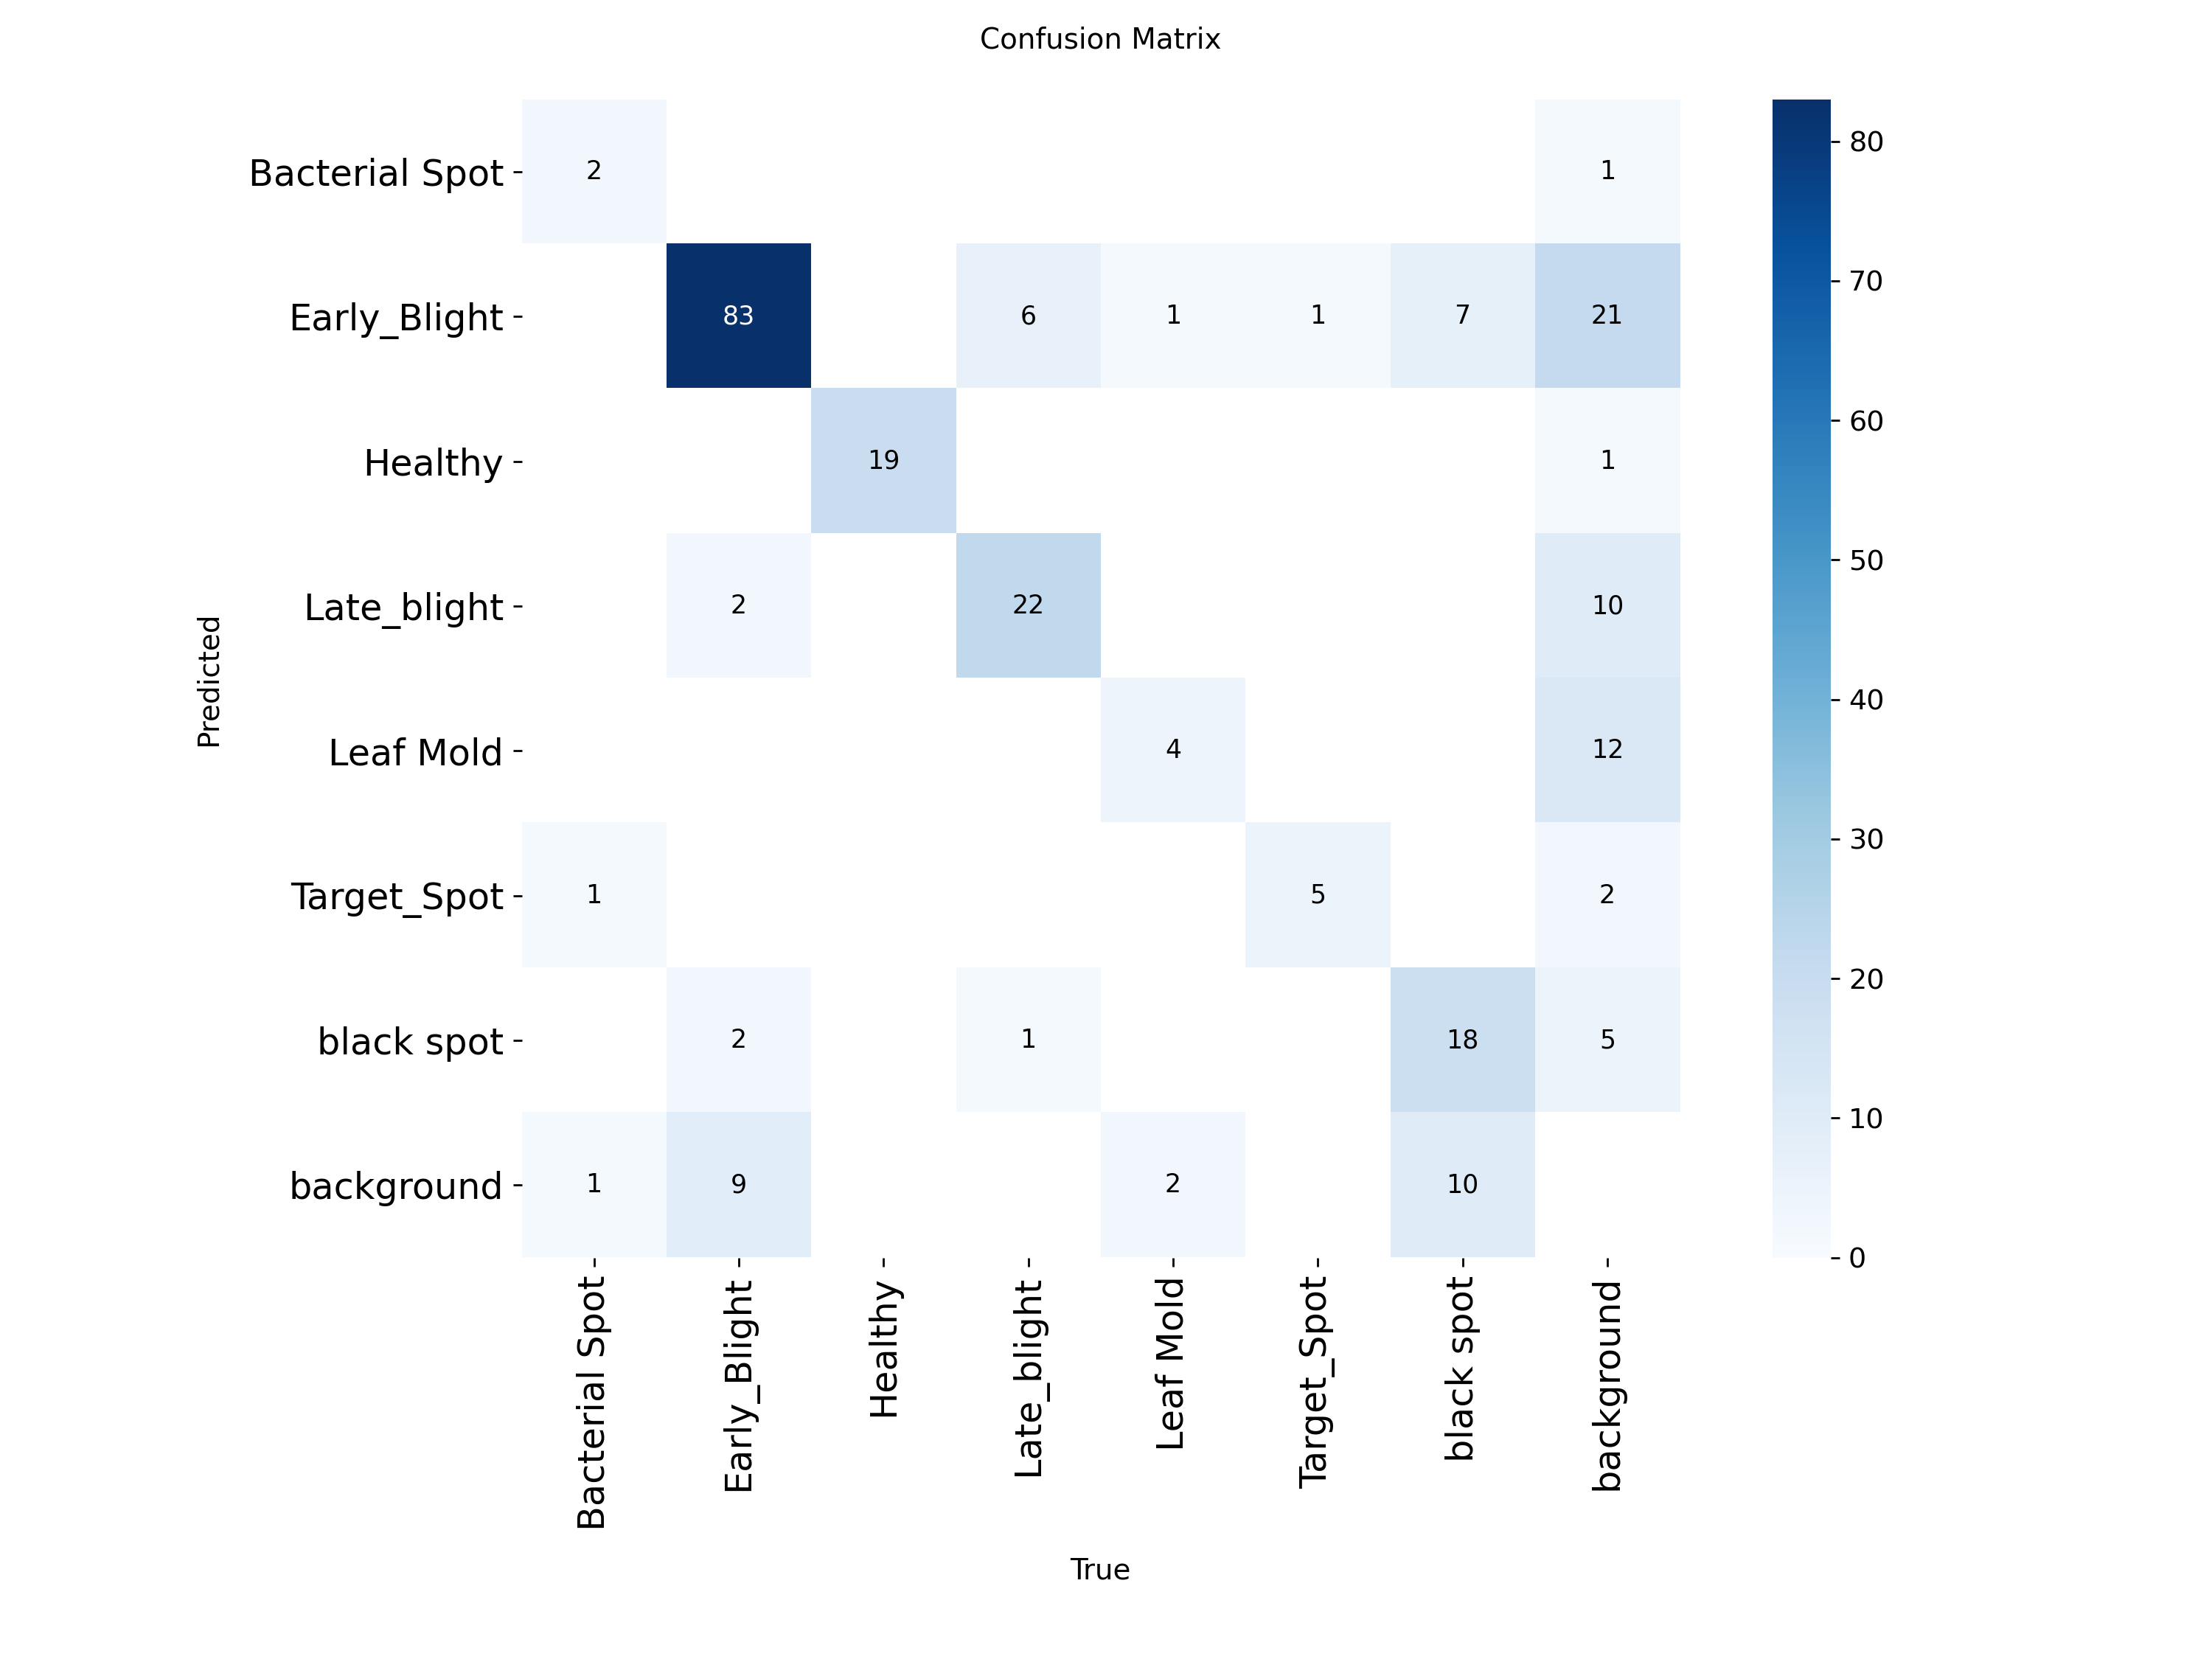 Confusion Matrix
Bacterial Spot 2 1
Early_Blight 83 6 1 1 7 21
Healthy 19 1
Late_blight 2 22 10
Leaf Mold 4 12
Target_Spot 1 5 2
black spot 2 1 18 5
background 1 9 2 10
Predicted
Bacterial Spot
Early_Blight
Healthy
Late_blight
Leaf Mold
Target_Spot
black spot
background
True
80
70
60
50
40
30
20
10
0